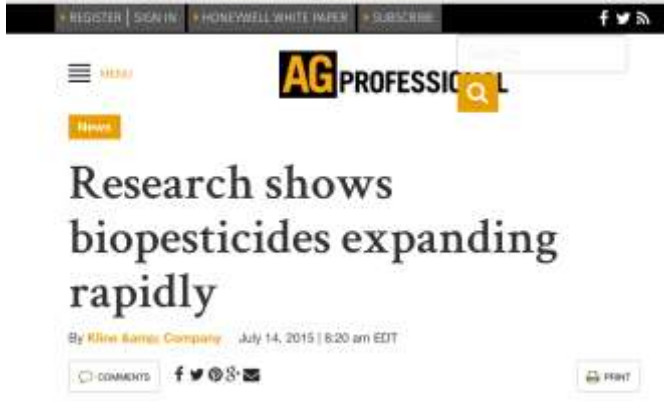 REGISTER | SIGN IN HONEYWELL WHITE PAPER SUBSCRIBE
MENU
AG PROFESSIONAL
News
Research shows
biopesticides expanding
rapidly
By Kline &amp; Company July 14, 2015 | 6:20 am EDT
COMMENTS
PRINT